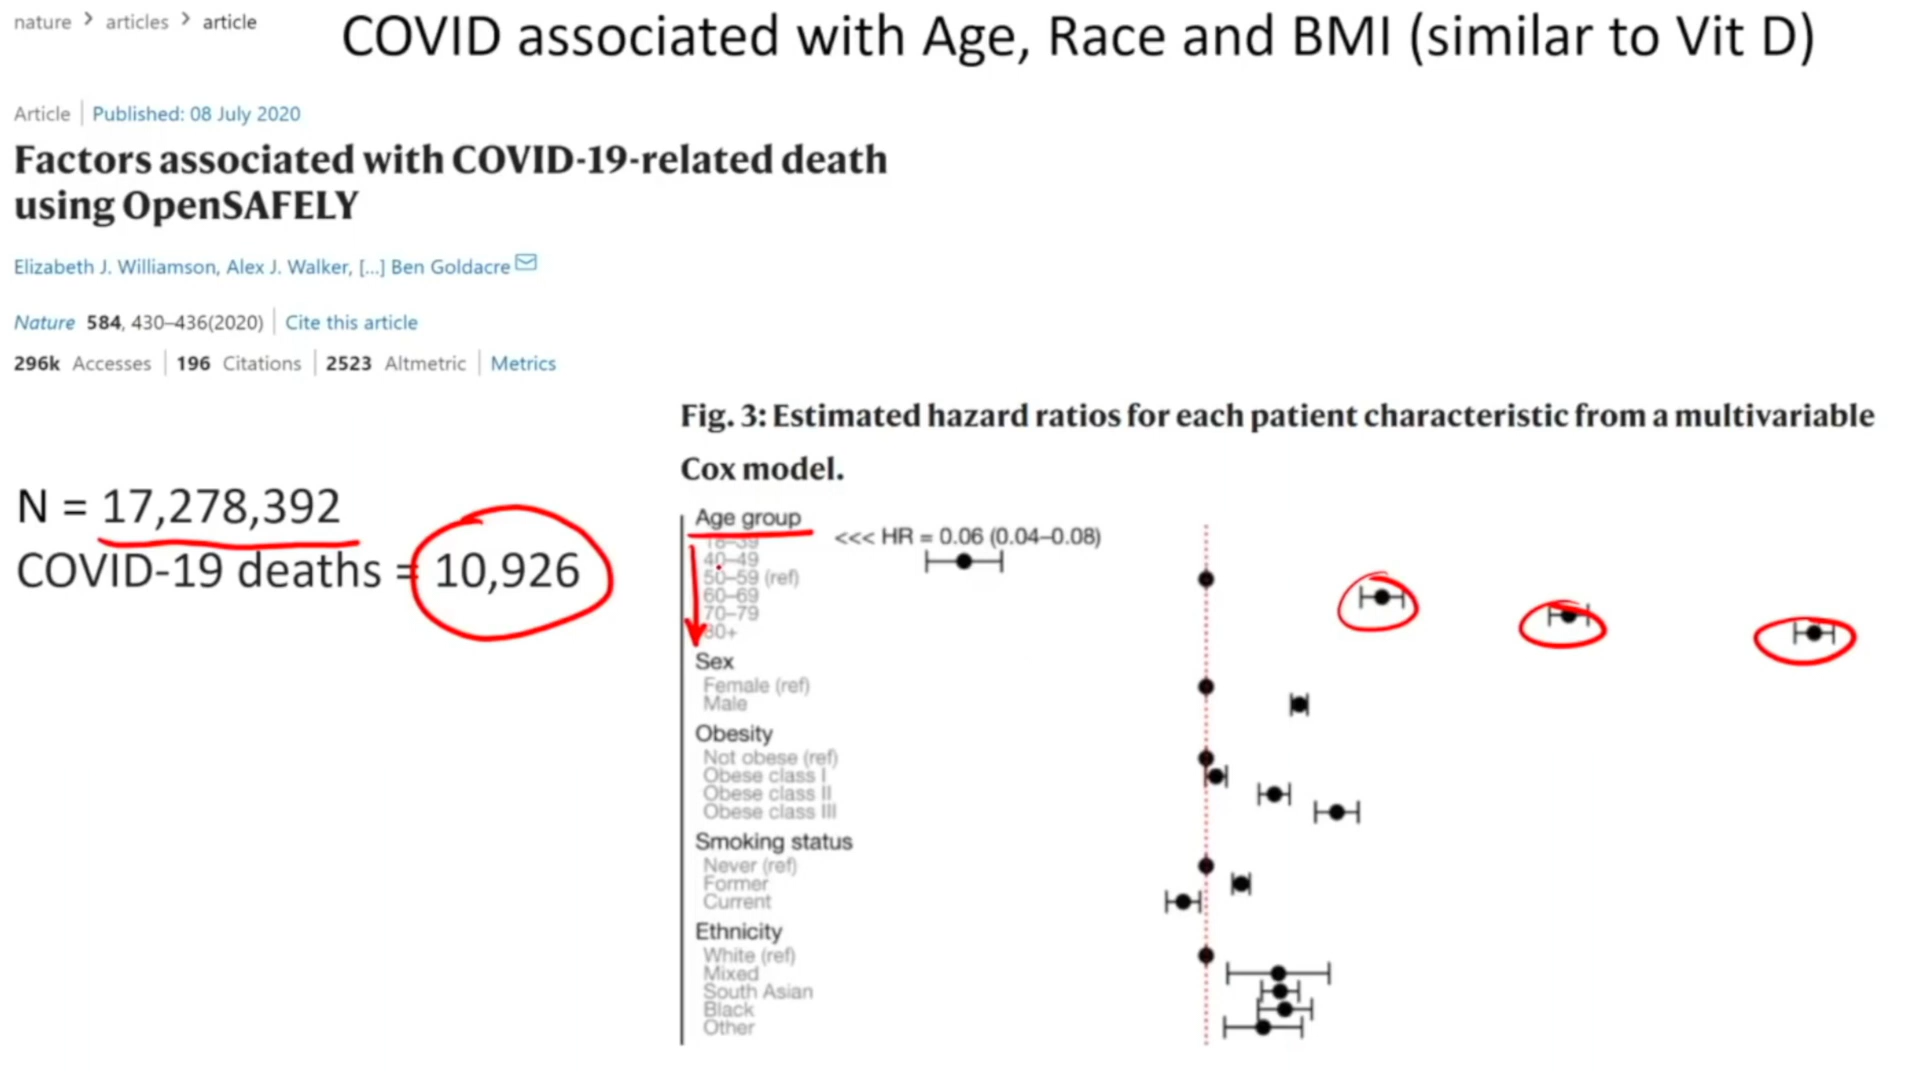 nature > articles > article
COVID associated with Age, Race and BMI (similar to Vit D)
Article | Published: 08 July 2020
Factors associated with COVID-19-related death
using OpenSAFELY
Elizabeth J. Williamson, Alex J. Walker, [...] Ben Goldacre
Nature 584, 430–436(2020) | Cite this article
296k Accesses | 196 Citations | 2523 Altmetric | Metrics
N = 17,278,392
COVID-19 deaths = 10,926
Fig. 3: Estimated hazard ratios for each patient characteristic from a multivariable
Cox model.
Age group
18–39 <<< HR = 0.06 (0.04–0.08)
40–49
50–59 (ref)
60–69
70–79
80+
Sex
Female (ref)
Male
Obesity
Not obese (ref)
Obese class I
Obese class II
Obese class III
Smoking status
Never (ref)
Former
Current
Ethnicity
White (ref)
Mixed
South Asian
Black
Other